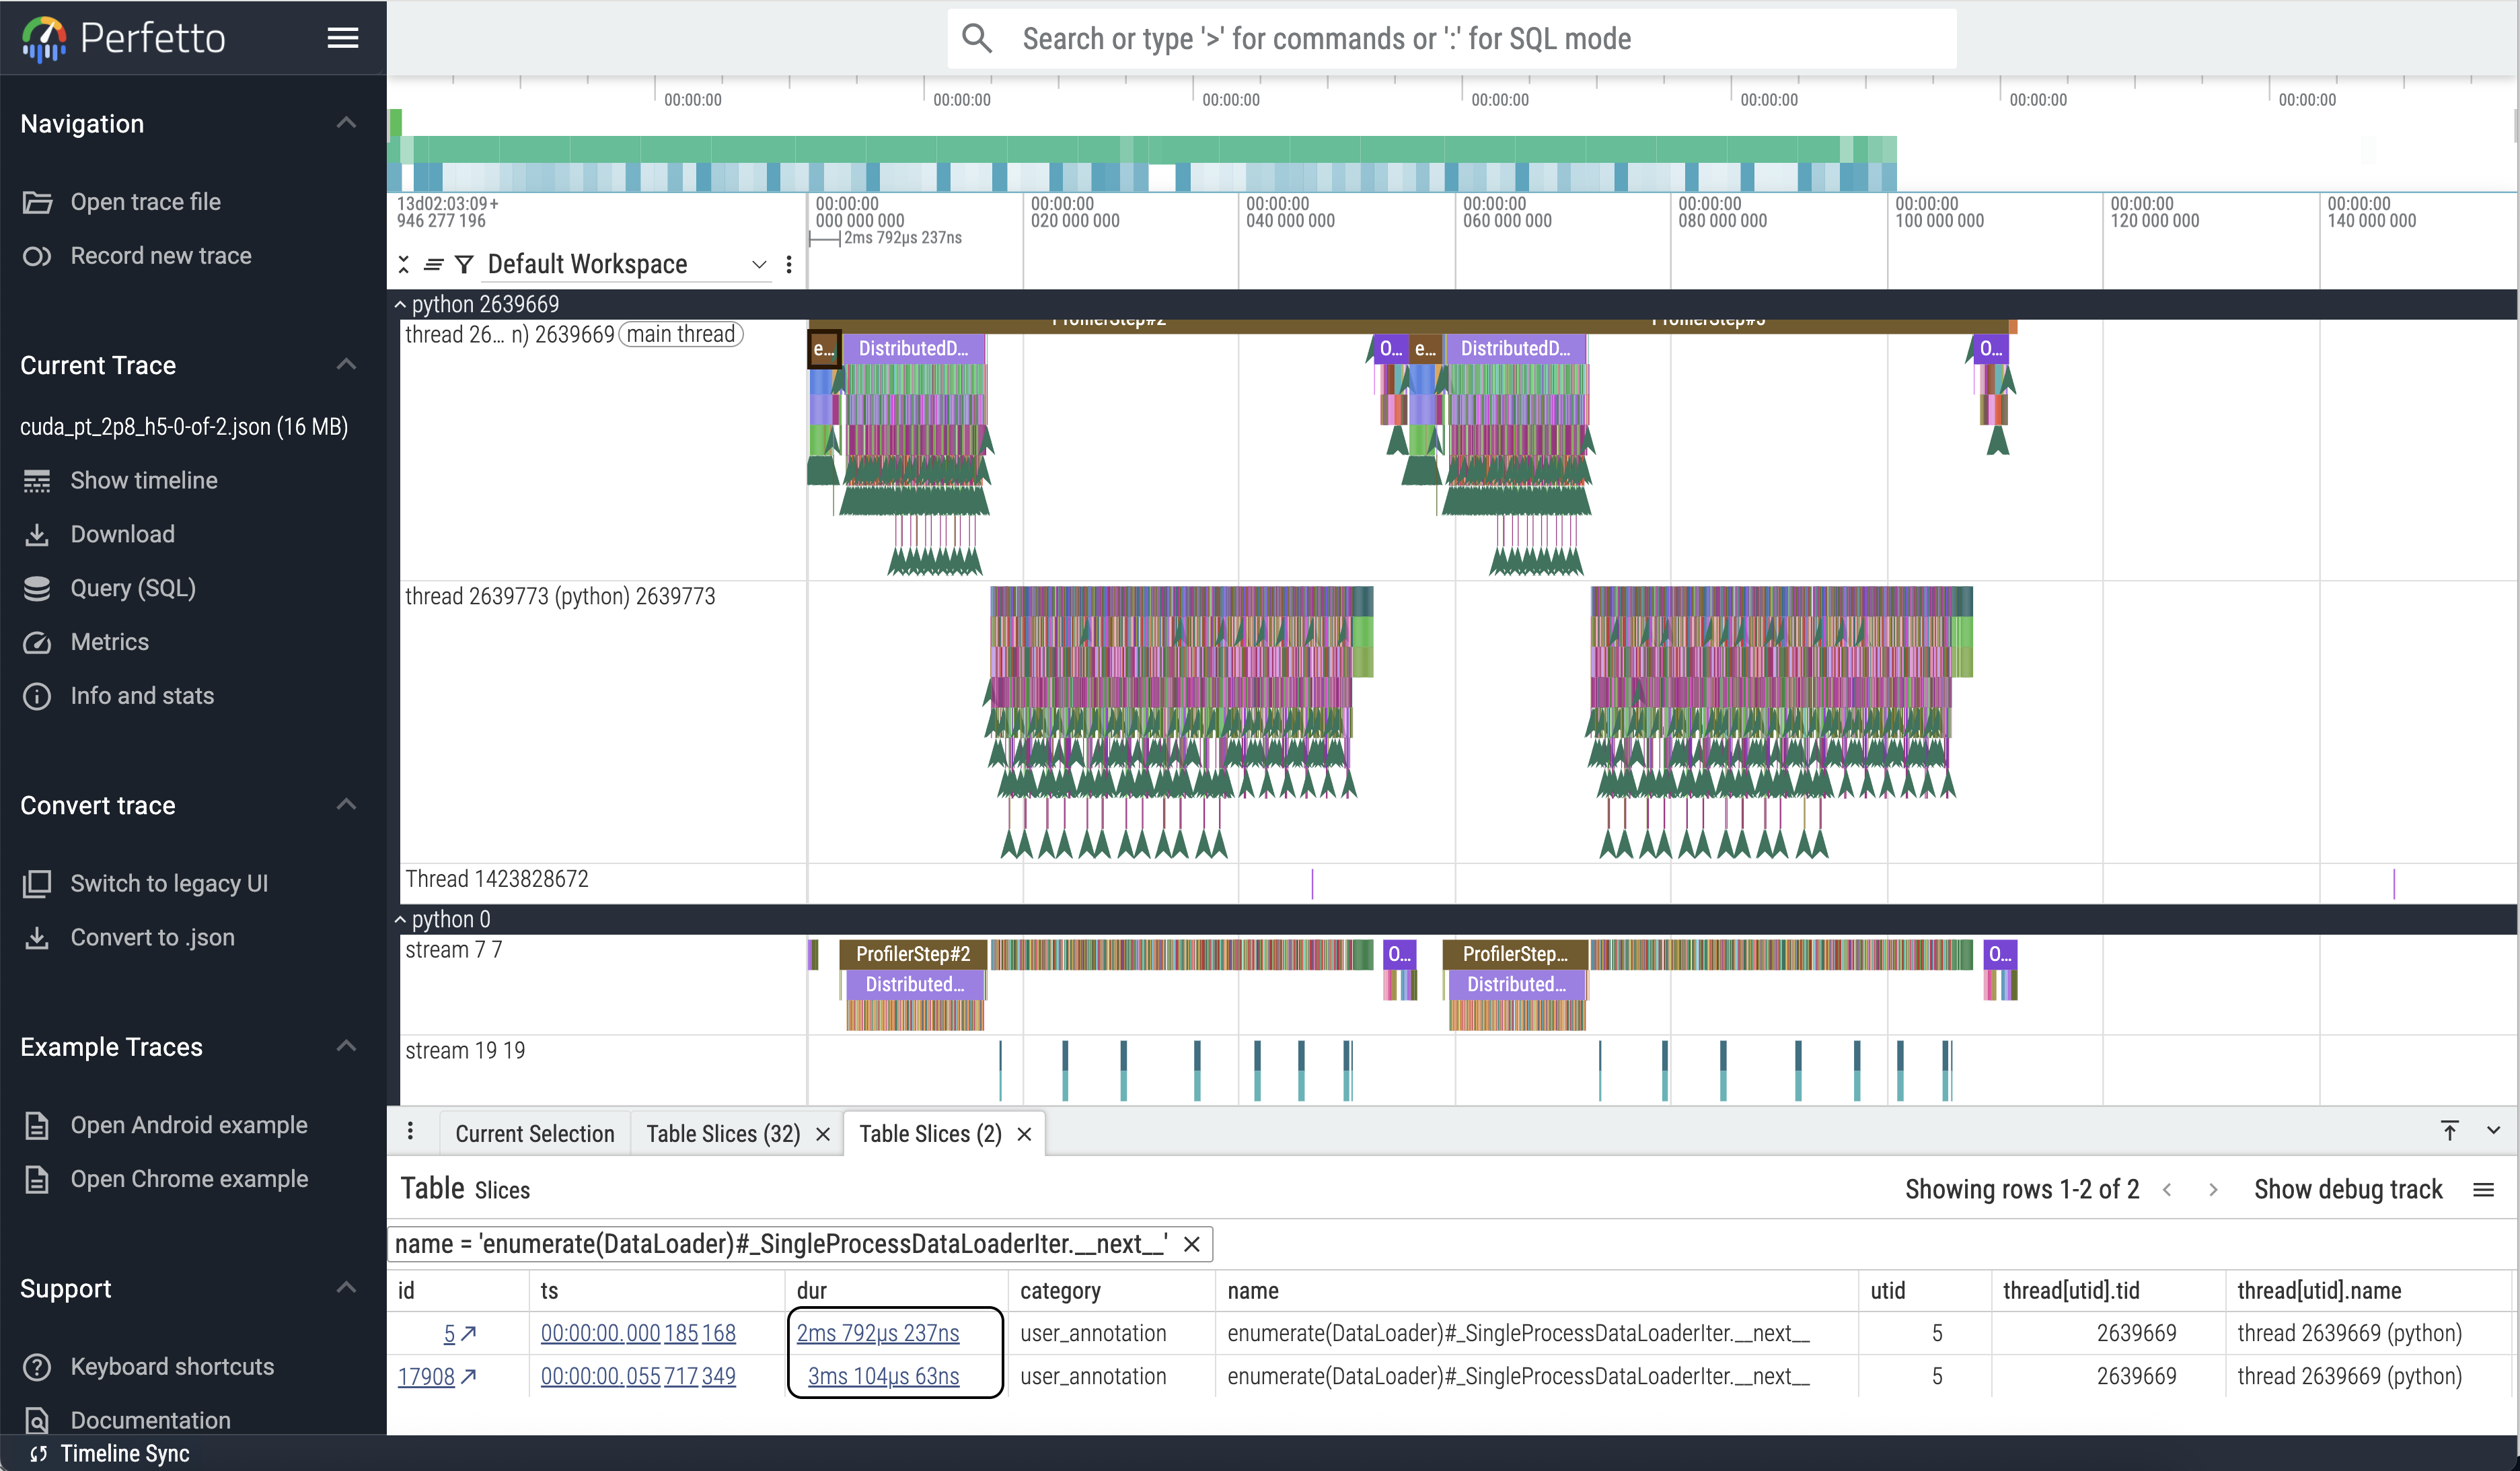 Perfetto
Search or type '>' for commands or ':' for SQL mode
Navigation
Open trace file
Record new trace
Current Trace
cuda_pt_2p8_h5-0-of-2.json (16 MB)
Show timeline
Download
Query (SQL)
Metrics
Info and stats
Convert trace
Switch to legacy UI
Convert to .json
Example Traces
Open Android example
Open Chrome example
Support
Keyboard shortcuts
Documentation
Timeline Sync
00:00:00 00:00:00 00:00:00 00:00:00 00:00:00 00:00:00 00:00:00
13d02:03:09+ 00:00:00 00:00:00 00:00:00 00:00:00 00:00:00 00:00:00 00:00:00 00:00:00
946 277 196 000 000 000 020 000 000 040 000 000 060 000 000 080 000 000 100 000 000 120 000 000 140 000 000
2ms 792µs 237ns
Default Workspace
python 2639669
ProfilerStep#2 ProfilerStep#3
thread 26... n) 2639669 main thread
e... DistributedD... O... e... DistributedD... O...
thread 2639773 (python) 2639773
Thread 1423828672
python 0
stream 7 7
ProfilerStep#2 O... ProfilerStep... O...
Distributed... Distributed...
stream 19 19
Current Selection Table Slices (32) Table Slices (2)
Table Slices Showing rows 1-2 of 2 Show debug track
name = 'enumerate(DataLoader)#_SingleProcessDataLoaderIter.__next__'
id ts dur category name utid thread[utid].tid thread[utid].name
5 00:00:00.000 185 168 2ms 792µs 237ns user_annotation enumerate(DataLoader)#_SingleProcessDataLoaderIter.__next__ 5 2639669 thread 2639669 (python)
17908 00:00:00.055 717 349 3ms 104µs 63ns user_annotation enumerate(DataLoader)#_SingleProcessDataLoaderIter.__next__ 5 2639669 thread 2639669 (python)